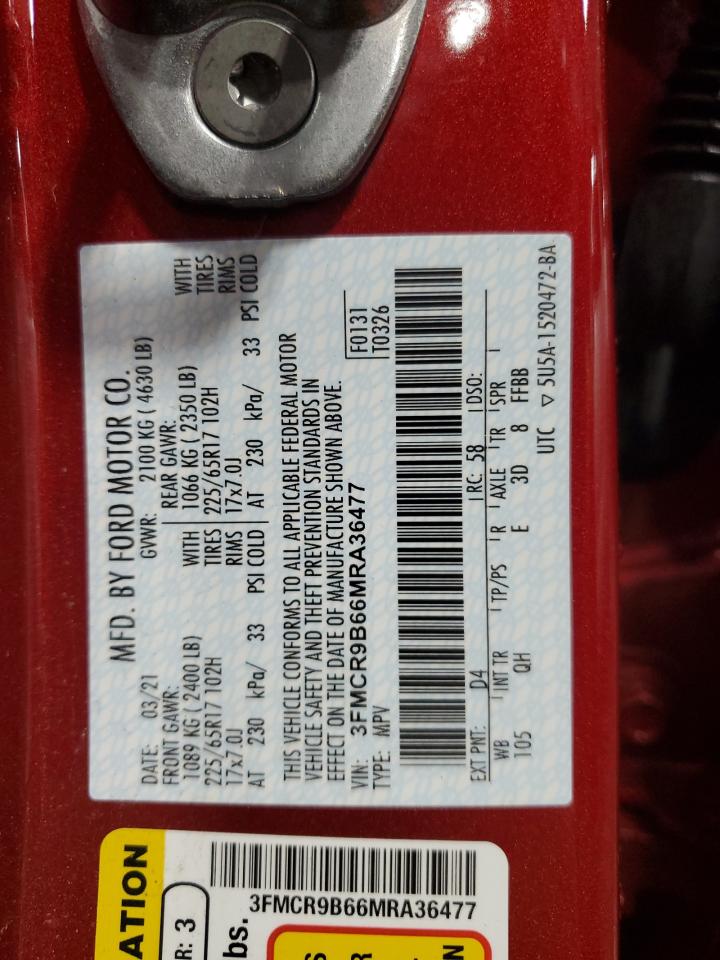 MFD. BY FORD MOTOR CO.
DATE: 03/21 GVWR: 2100 KG ( 4630 LB)
FRONT GAWR: REAR GAWR:
1089 KG ( 2400 LB) WITH 1066 KG ( 2350 LB) WITH
225/65R17 102H TIRES 225/65R17 102H TIRES
17x7.0J RIMS 17x7.0J RIMS
AT 230 kPa/ 33 PSI COLD AT 230 kPa/ 33 PSI COLD
THIS VEHICLE CONFORMS TO ALL APPLICABLE FEDERAL MOTOR
VEHICLE SAFETY AND THEFT PREVENTION STANDARDS IN
EFFECT ON THE DATE OF MANUFACTURE SHOWN ABOVE.
VIN: 3FMCR9B66MRA36477 F0131
TYPE: MPV T0326
EXT PNT: D4 RC: 58 DSO:
WB INT TR TP/PS R AXLE TR SPR
105 QH E 3D 8 FFBB
UTC ▽ 5U5A-1520472-BA
ATION
R: 3
bs.
3FMCR9B66MRA36477
S
R
N